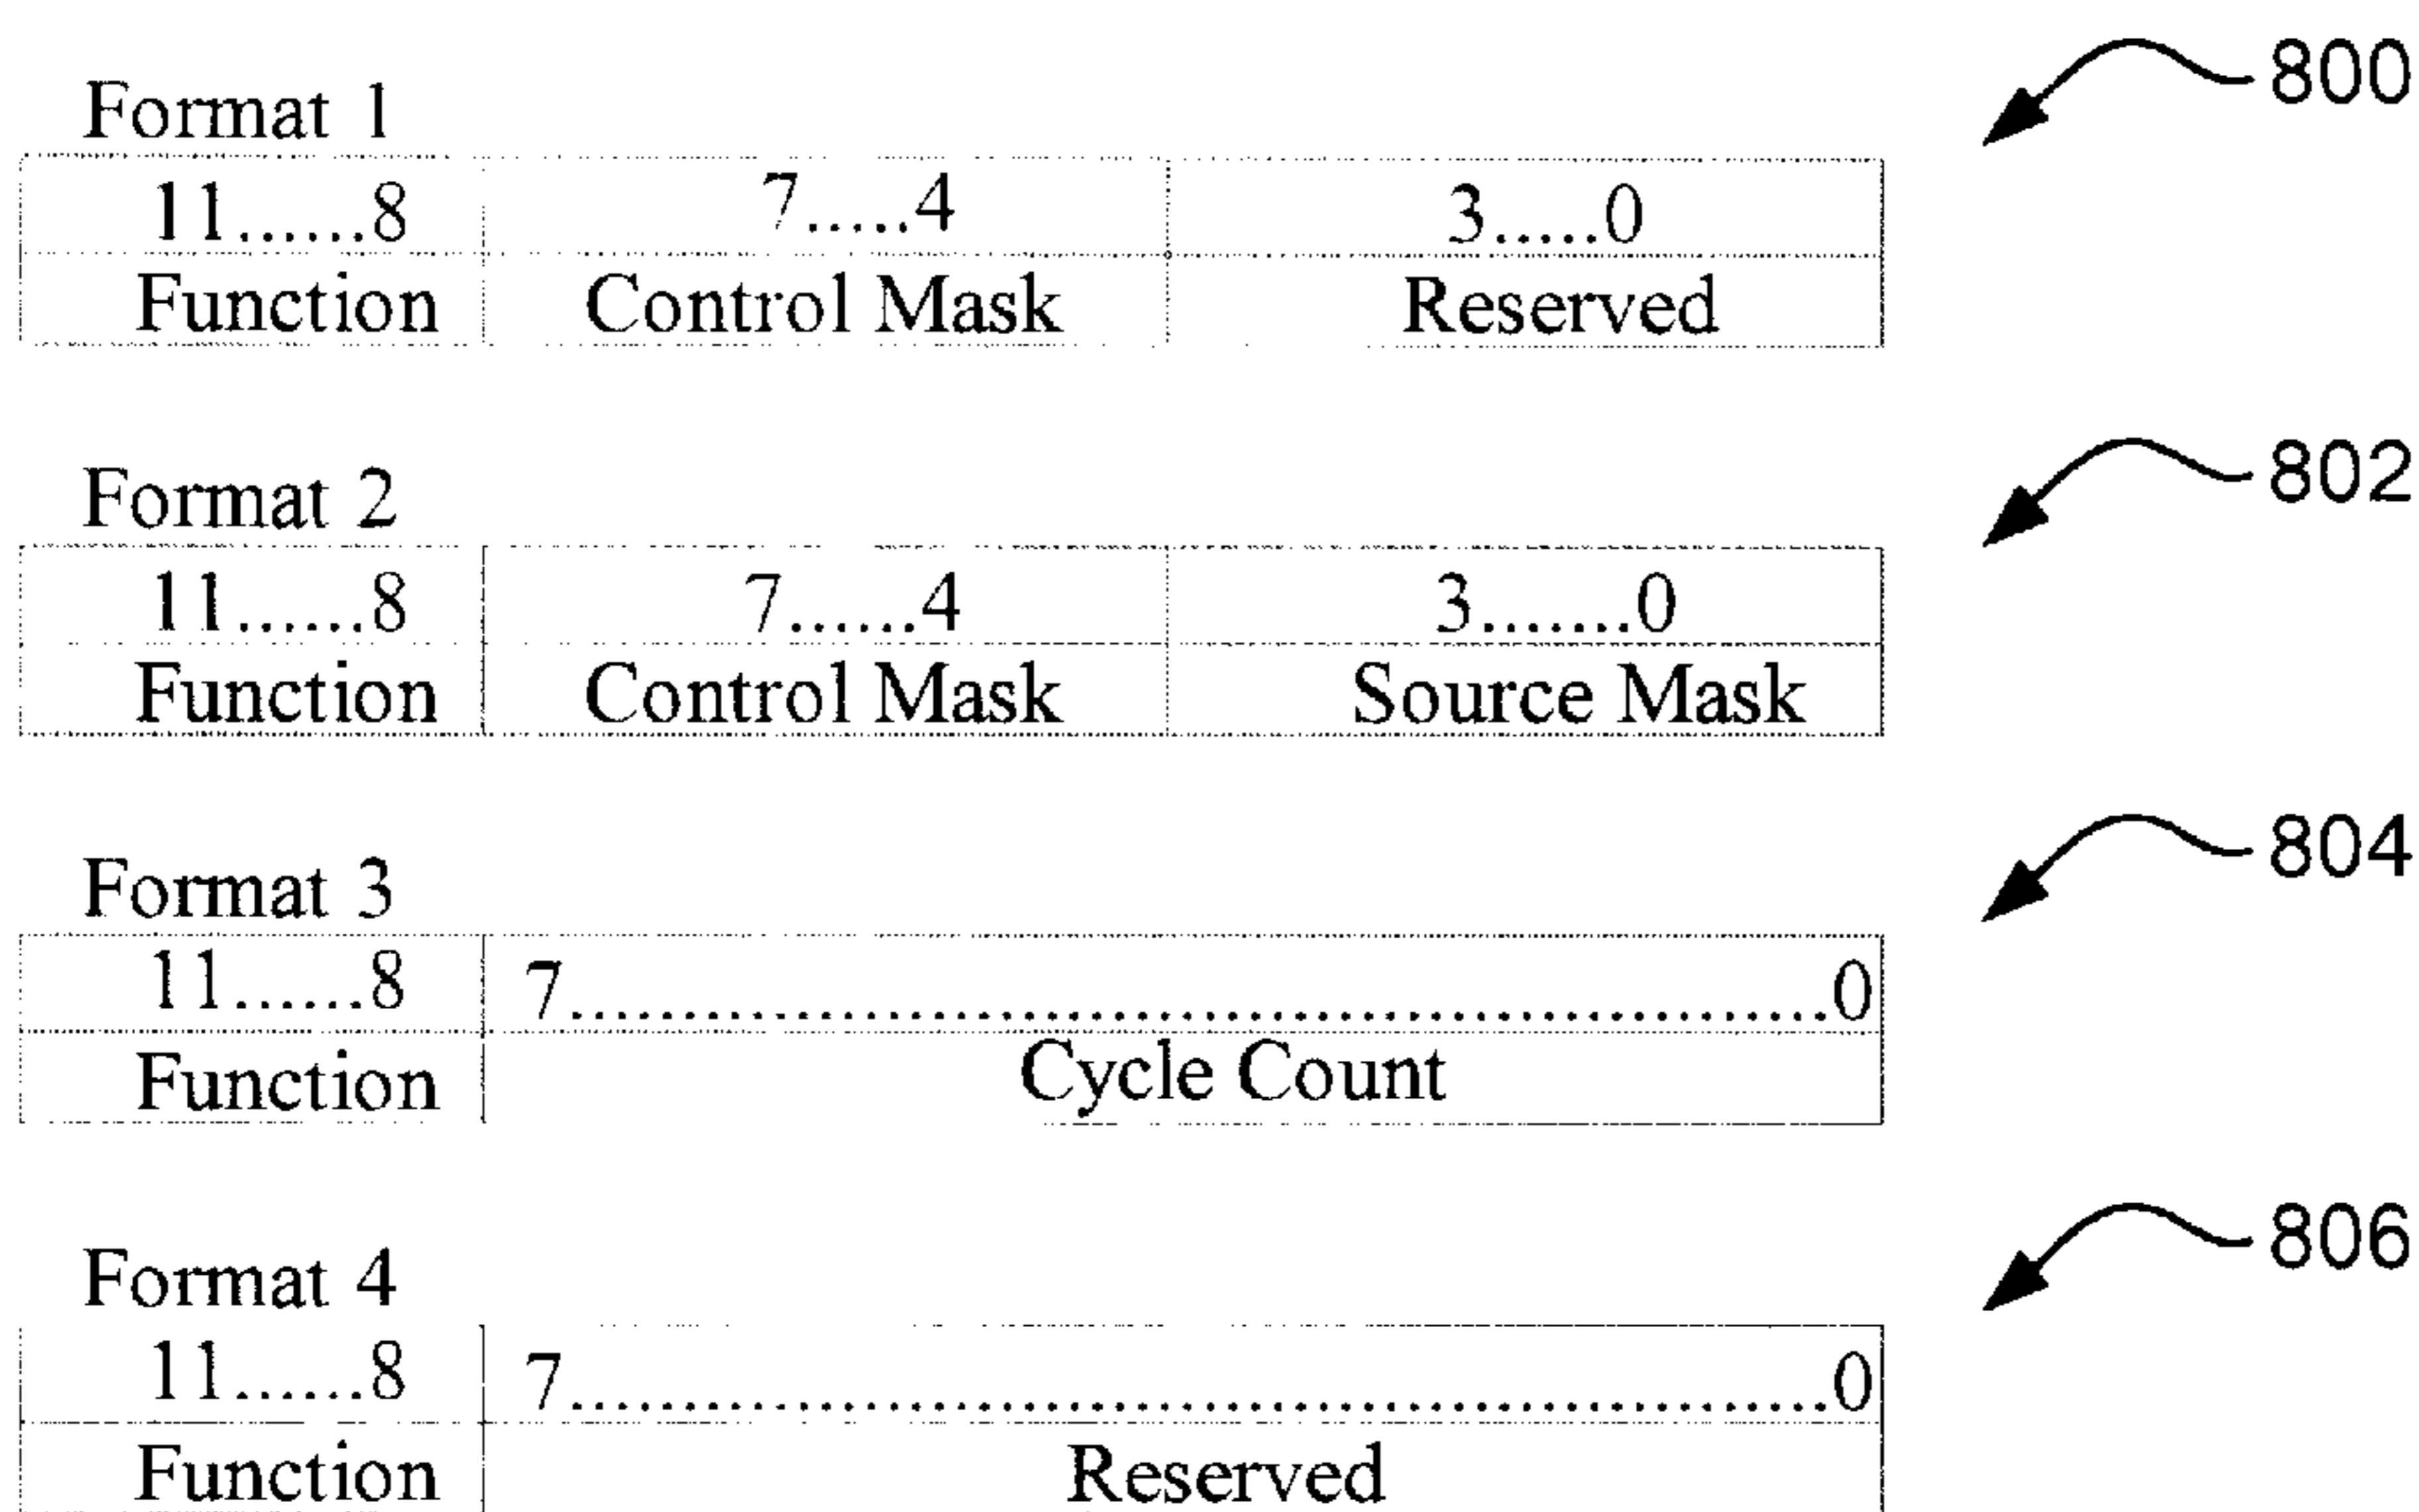 800
Format 1
11......8 7.....4 3.....0
Function Control Mask Reserved
802
Format 2
11......8 7......4 3.......0
Function Control Mask Source Mask
804
Format 3
11......8 7........................................................0
Function Cycle Count
806
Format 4
11......8 7........................................................0
Function Reserved